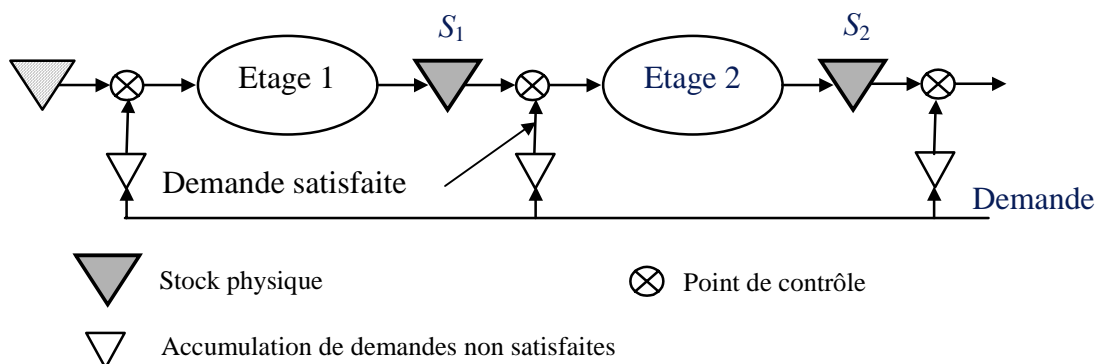 S1 S2
Etage 1 Etage 2
Demande satisfaite
Demande
Stock physique Point de contrôle
Accumulation de demandes non satisfaites